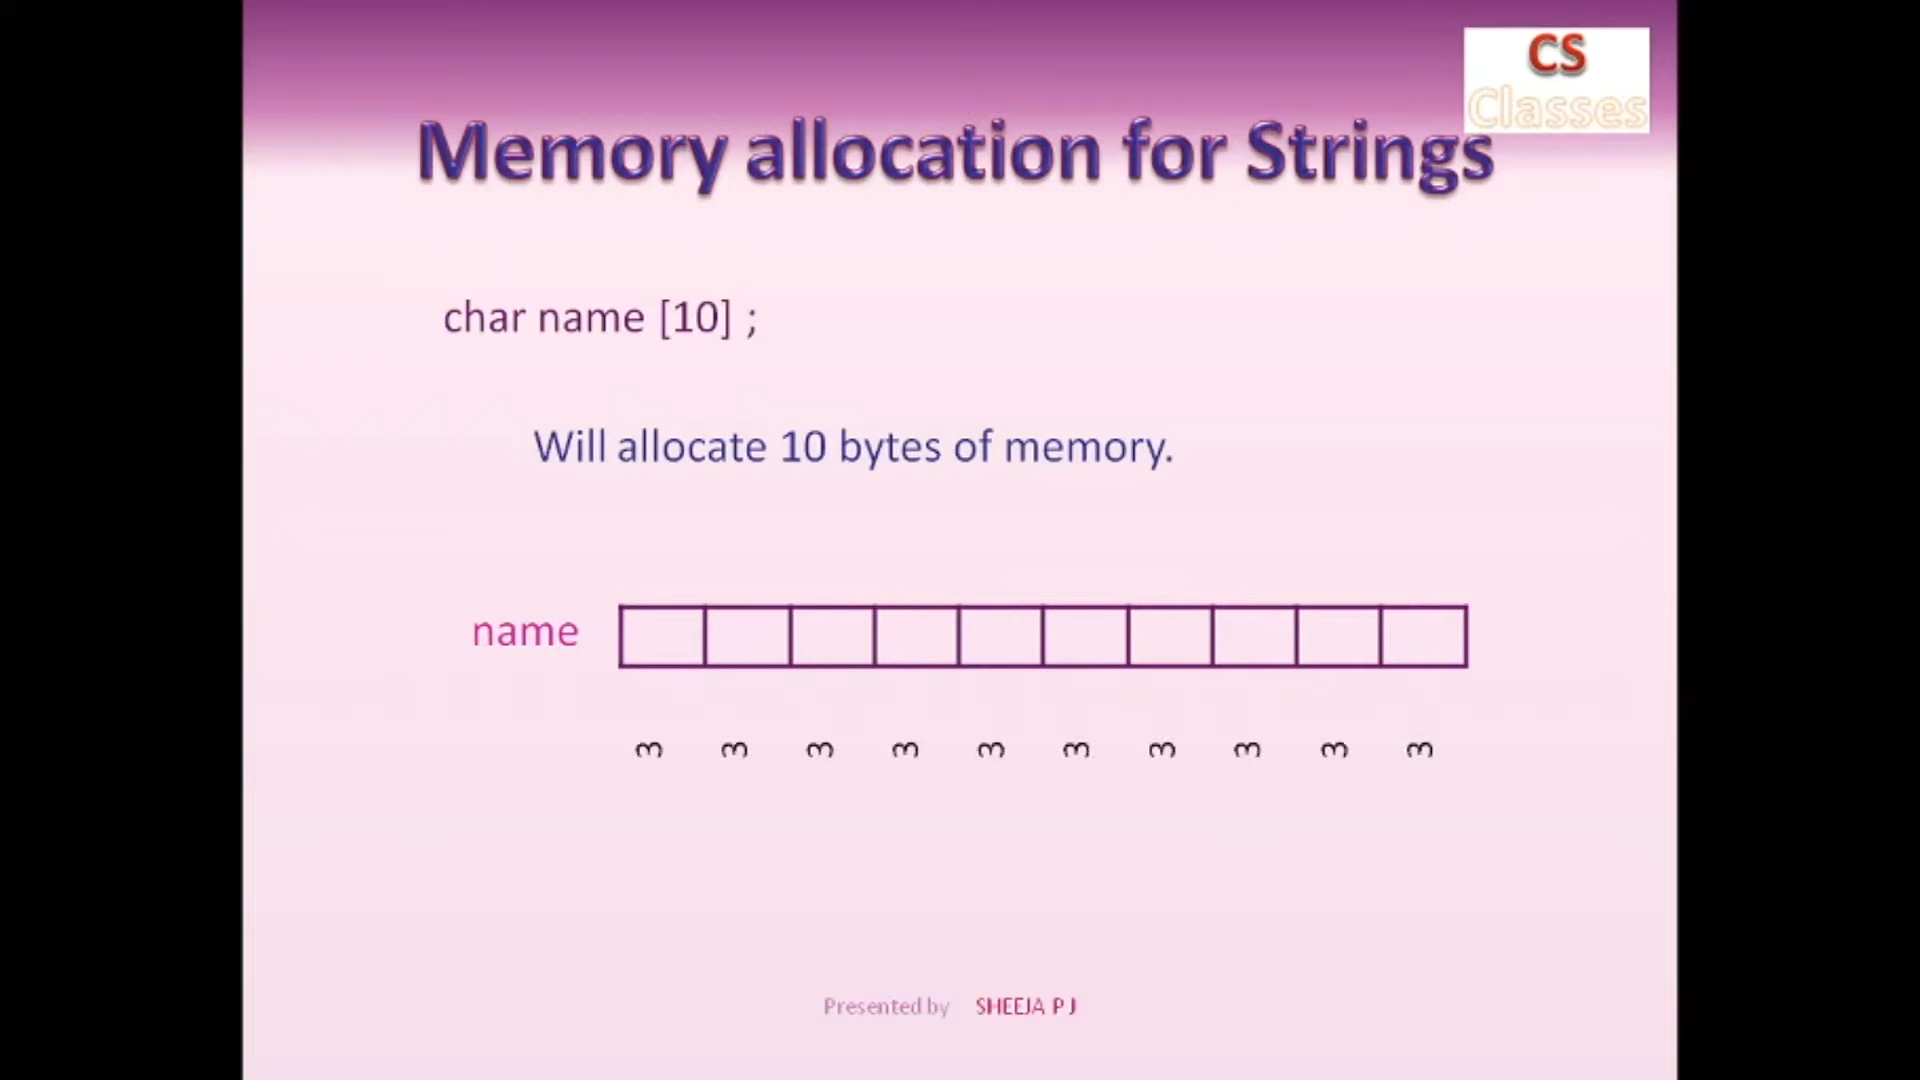 CS
Classes
Memory allocation for Strings
char name [10] ;
Will allocate 10 bytes of memory.
name
Presented by SHEEJA P J